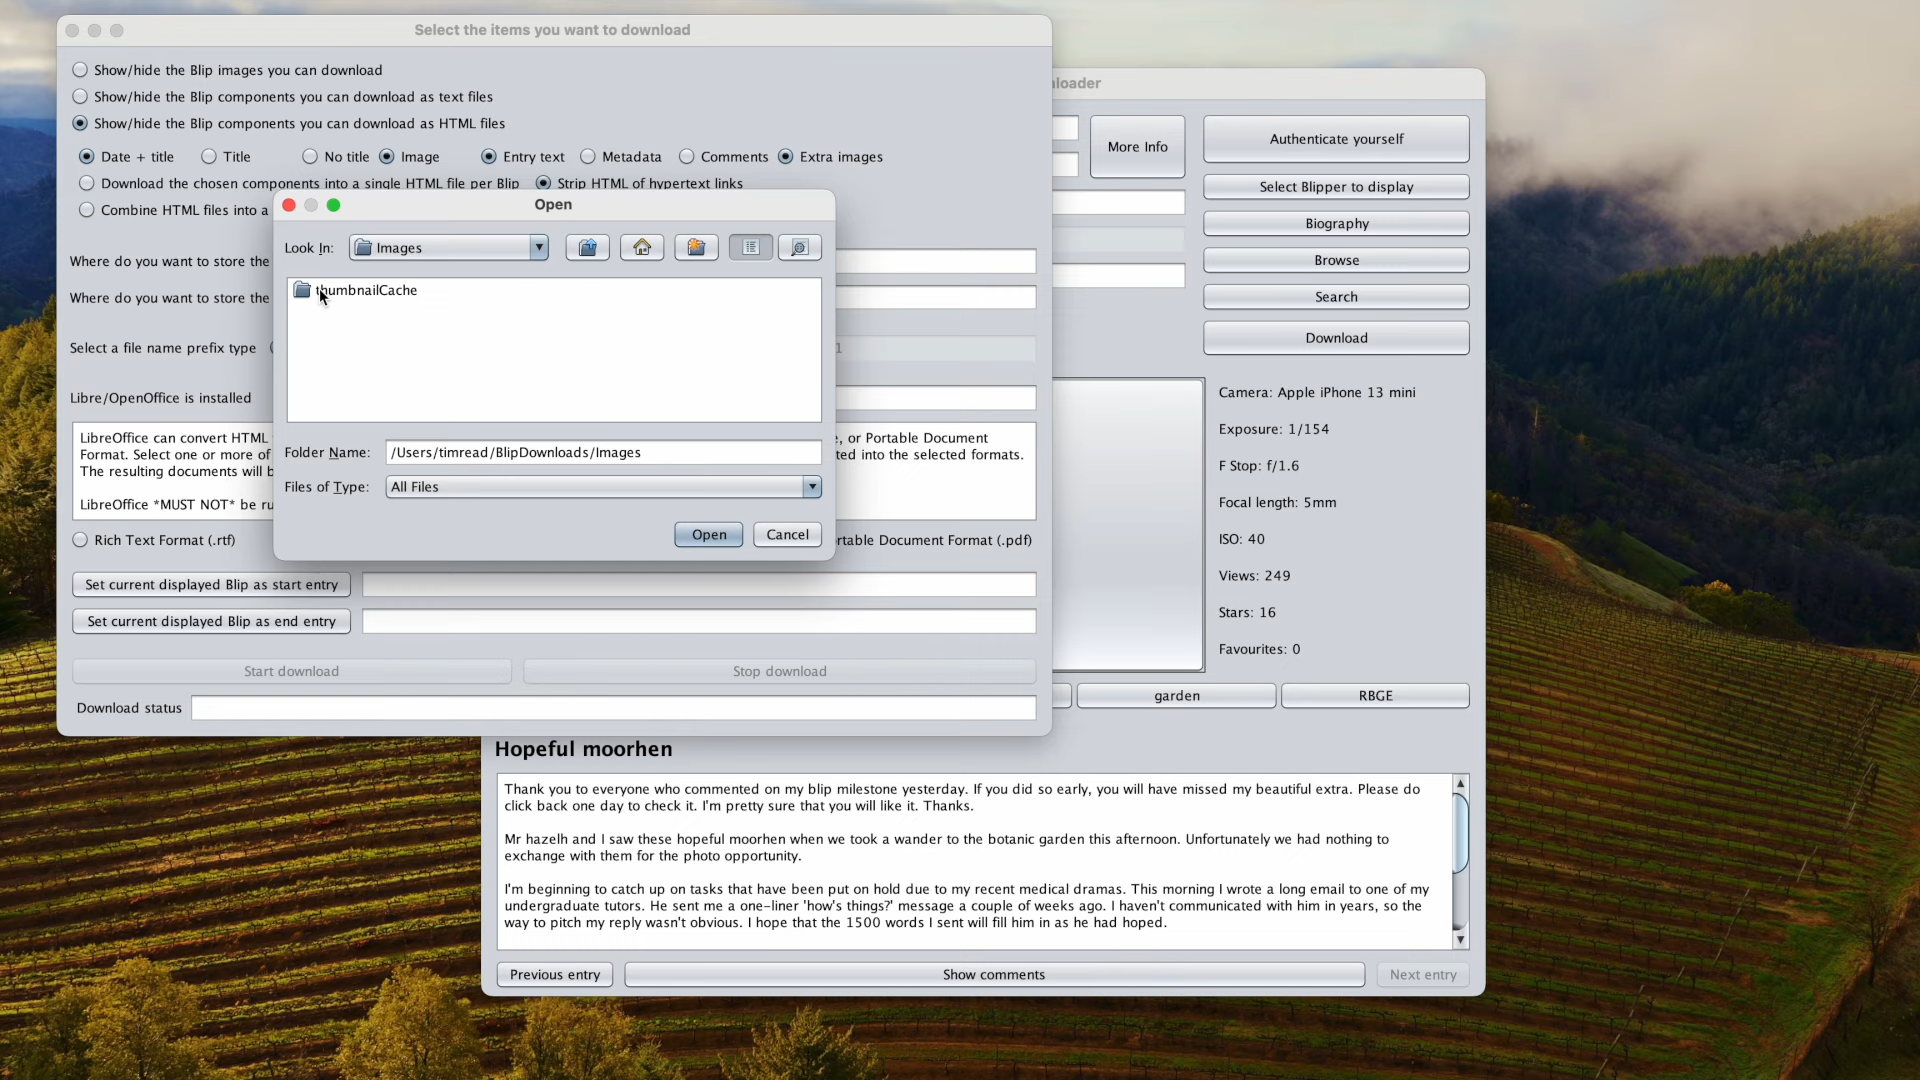 Select the items you want to download
Show/hide the Blip images you can download
Show/hide the Blip components you can download as text files
Show/hide the Blip components you can download as HTML files
Date + title
Title
No title
Image
Entry text
Metadata
Comments
Extra images
Download the chosen components into a single HTML file per Blip
Strip HTML of hypertext links
Combine HTML files into a
Where do you want to store the
Where do you want to store the
Select a file name prefix type
1
Libre/OpenOffice is installed
LibreOffice can convert HTML
Format. Select one or more of
The resulting documents will b
LibreOffice *MUST NOT* be ru
, or Portable Document
ted into the selected formats.
Rich Text Format (.rtf)
rtable Document Format (.pdf)
Set current displayed Blip as start entry
Set current displayed Blip as end entry
Start download
Stop download
Download status
Open
Look In:
Images
thumbnailCache
Folder Name:
/Users/timread/BlipDownloads/Images
Files of Type:
All Files
Open
Cancel
nloader
More Info
Authenticate yourself
Select Blipper to display
Biography
Browse
Search
Download
Camera: Apple iPhone 13 mini
Exposure: 1/154
F Stop: f/1.6
Focal length: 5mm
ISO: 40
Views: 249
Stars: 16
Favourites: 0
garden
RBGE
Hopeful moorhen
Thank you to everyone who commented on my blip milestone yesterday. If you did so early, you will have missed my beautiful extra. Please do
click back one day to check it. I'm pretty sure that you will like it. Thanks.
Mr hazelh and I saw these hopeful moorhen when we took a wander to the botanic garden this afternoon. Unfortunately we had nothing to
exchange with them for the photo opportunity.
I'm beginning to catch up on tasks that have been put on hold due to my recent medical dramas. This morning I wrote a long email to one of my
undergraduate tutors. He sent me a one-liner 'how's things?' message a couple of weeks ago. I haven't communicated with him in years, so the
way to pitch my reply wasn't obvious. I hope that the 1500 words I sent will fill him in as he had hoped.
Previous entry
Show comments
Next entry